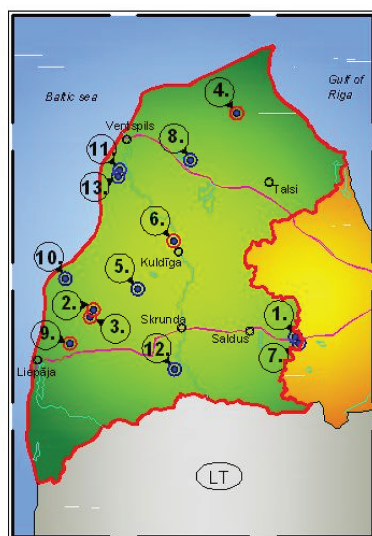 Baltic sea
Gulf of
Riga
4.
Ventspils
8.
11.
13.
Talsi
6.
Kuldīga
10.
5.
2.
3.
Skrunda
1.
Saldus
9.
7.
12.
Liepāja
LT